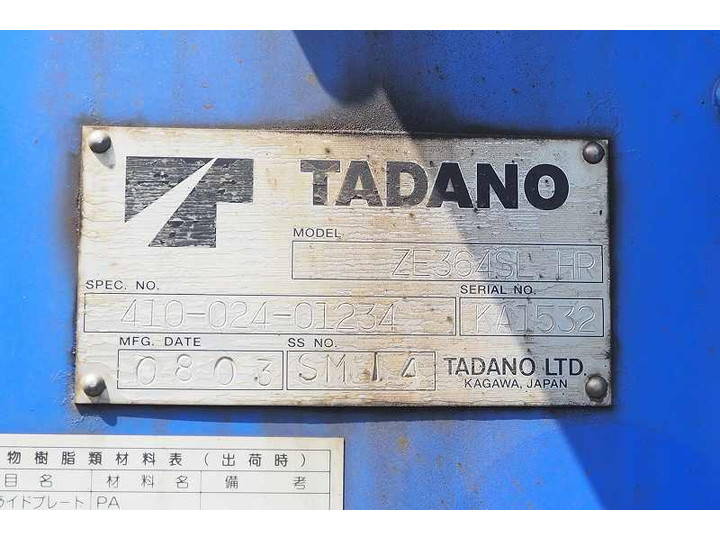 TADANO
MODEL
ZE364SL HR
SPEC. NO. SERIAL NO.
410-024-01234 KA1532
MFG. DATE SS NO.
0803 SM 14 TADANO LTD.
KAGAWA, JAPAN
物樹脂類材料表(出荷時)
目名 材料名 備考
イドプレート PA